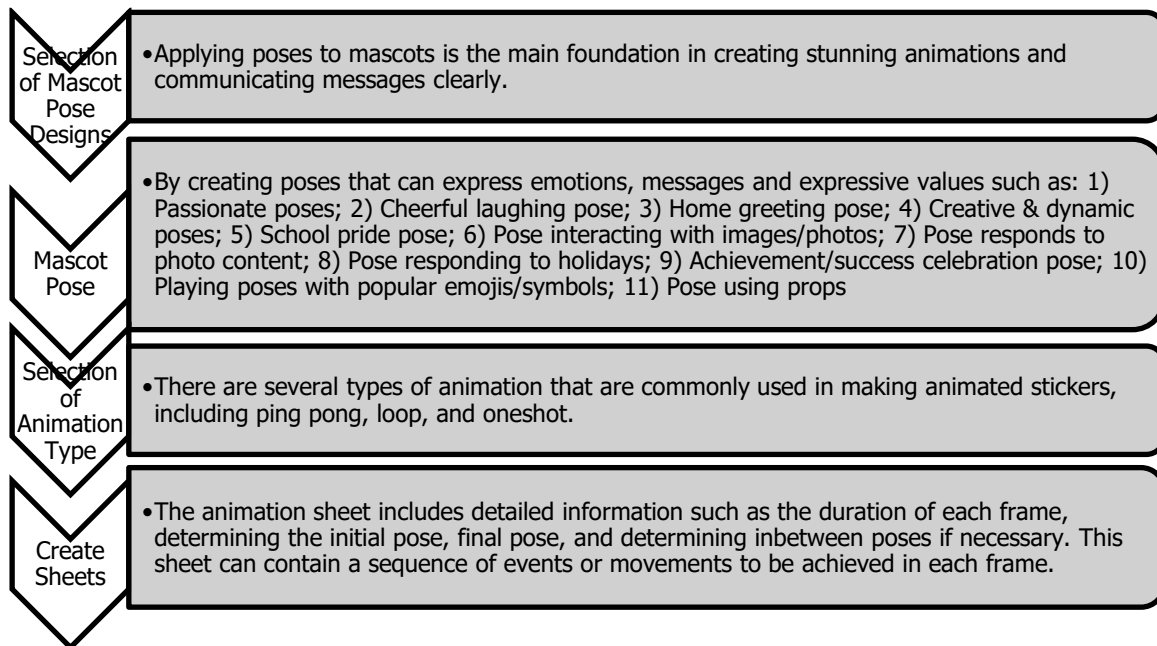 Selection
of Mascot
Pose
Designs
•Applying poses to mascots is the main foundation in creating stunning animations and
communicating messages clearly.
Mascot
Pose
•By creating poses that can express emotions, messages and expressive values such as: 1)
Passionate poses; 2) Cheerful laughing pose; 3) Home greeting pose; 4) Creative & dynamic
poses; 5) School pride pose; 6) Pose interacting with images/photos; 7) Pose responds to
photo content; 8) Pose responding to holidays; 9) Achievement/success celebration pose; 10)
Playing poses with popular emojis/symbols; 11) Pose using props
Selection
of
Animation
Type
•There are several types of animation that are commonly used in making animated stickers,
including ping pong, loop, and oneshot.
Create
Sheets
•The animation sheet includes detailed information such as the duration of each frame,
determining the initial pose, final pose, and determining inbetween poses if necessary. This
sheet can contain a sequence of events or movements to be achieved in each frame.